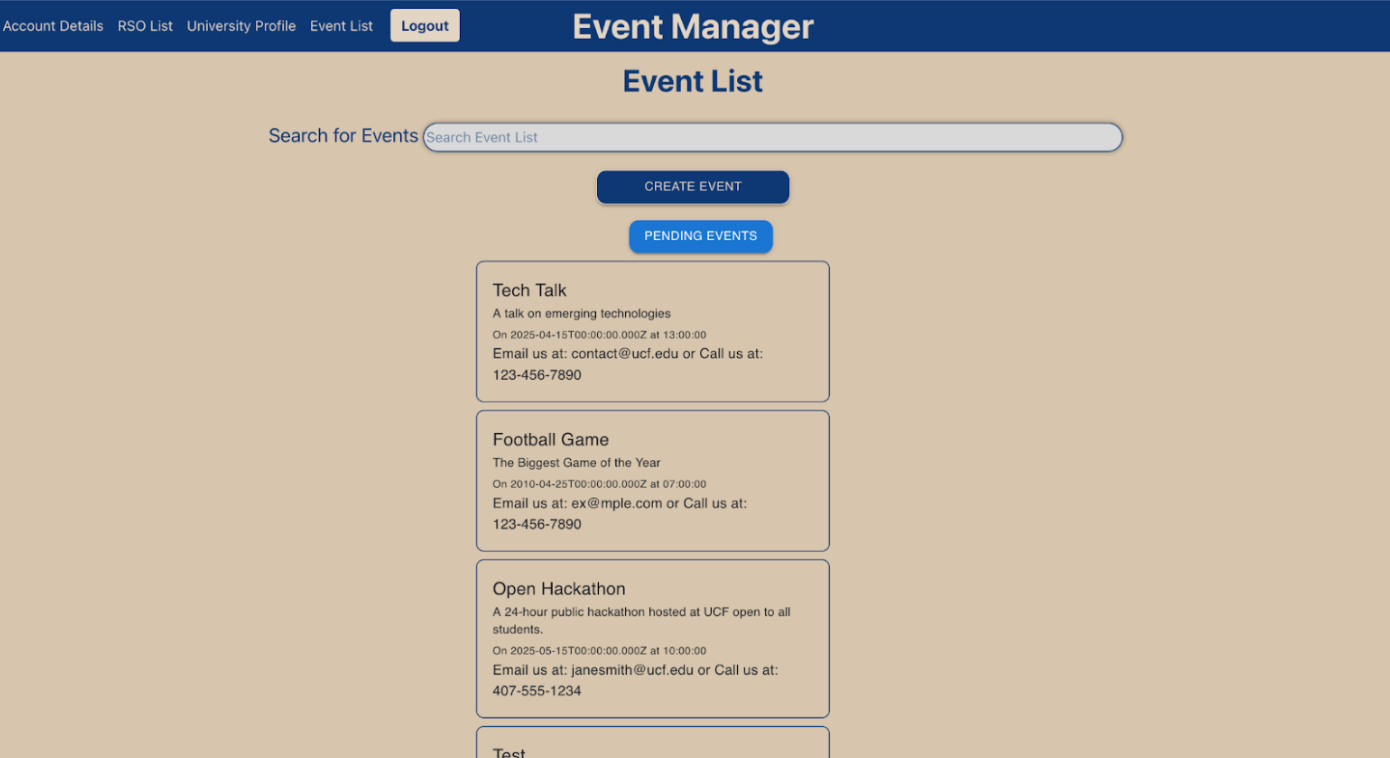 Account Details RSO List University Profile Event List Logout Event Manager
Event List
Search for Events Search Event List
CREATE EVENT
PENDING EVENTS
Tech Talk
A talk on emerging technologies
On 2025-04-15T00:00:00.000Z at 13:00:00
Email us at: contact@ucf.edu or Call us at:
123-456-7890
Football Game
The Biggest Game of the Year
On 2010-04-25T00:00:00.000Z at 07:00:00
Email us at: ex@mple.com or Call us at:
123-456-7890
Open Hackathon
A 24-hour public hackathon hosted at UCF open to all
students.
On 2025-05-15T00:00:00.000Z at 10:00:00
Email us at: janesmith@ucf.edu or Call us at:
407-555-1234
Test